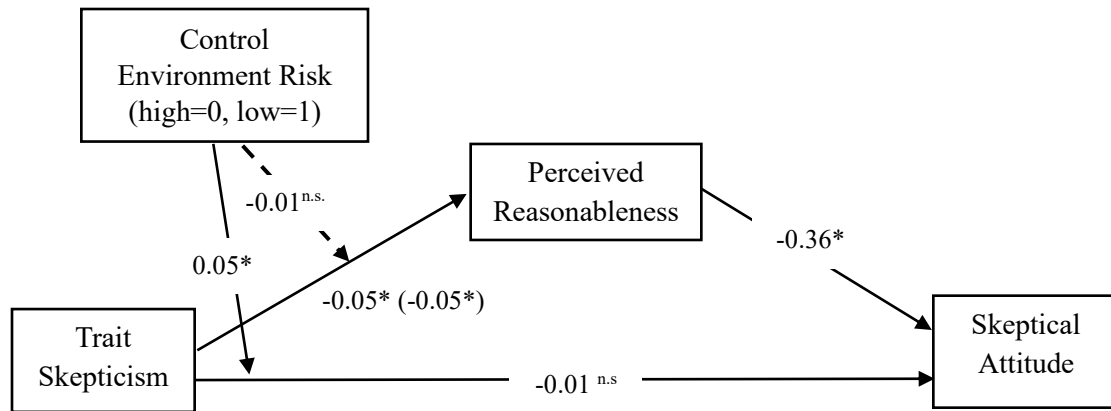 Control
Environment Risk
(high=0, low=1)
-0.01n.s.
Perceived
Reasonableness
0.05*
-0.36*
-0.05* (-0.05*)
Trait
Skepticism
-0.01 n.s
Skeptical
Attitude